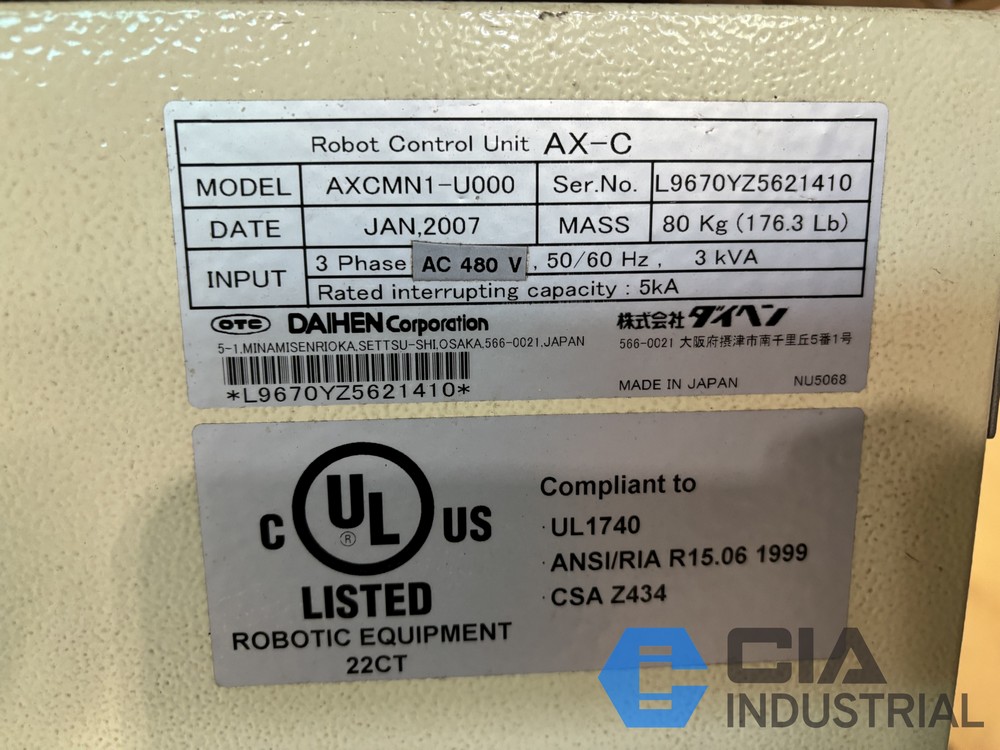 Robot Control Unit AX-C
MODEL AXCMN1-U000 Ser.No. L9670YZ5621410
DATE JAN,2007 MASS 80 Kg (176.3 Lb)
INPUT 3 Phase AC 480 V , 50/60 Hz , 3 kVA
Rated interrupting capacity : 5kA
OTC DAIHEN Corporation 株式会社 ダイヘン
5-1,MINAMISENRIOKA,SETTSU-SHI,OSAKA,566-0021,JAPAN 566-0021 大阪府摂津市南千里丘5番1号
*L9670YZ5621410* MADE IN JAPAN NU5068
C UL ® US
LISTED
ROBOTIC EQUIPMENT
22CT
Compliant to
·UL1740
·ANSI/RIA R15.06 1999
·CSA Z434
CIA
INDUSTRIAL